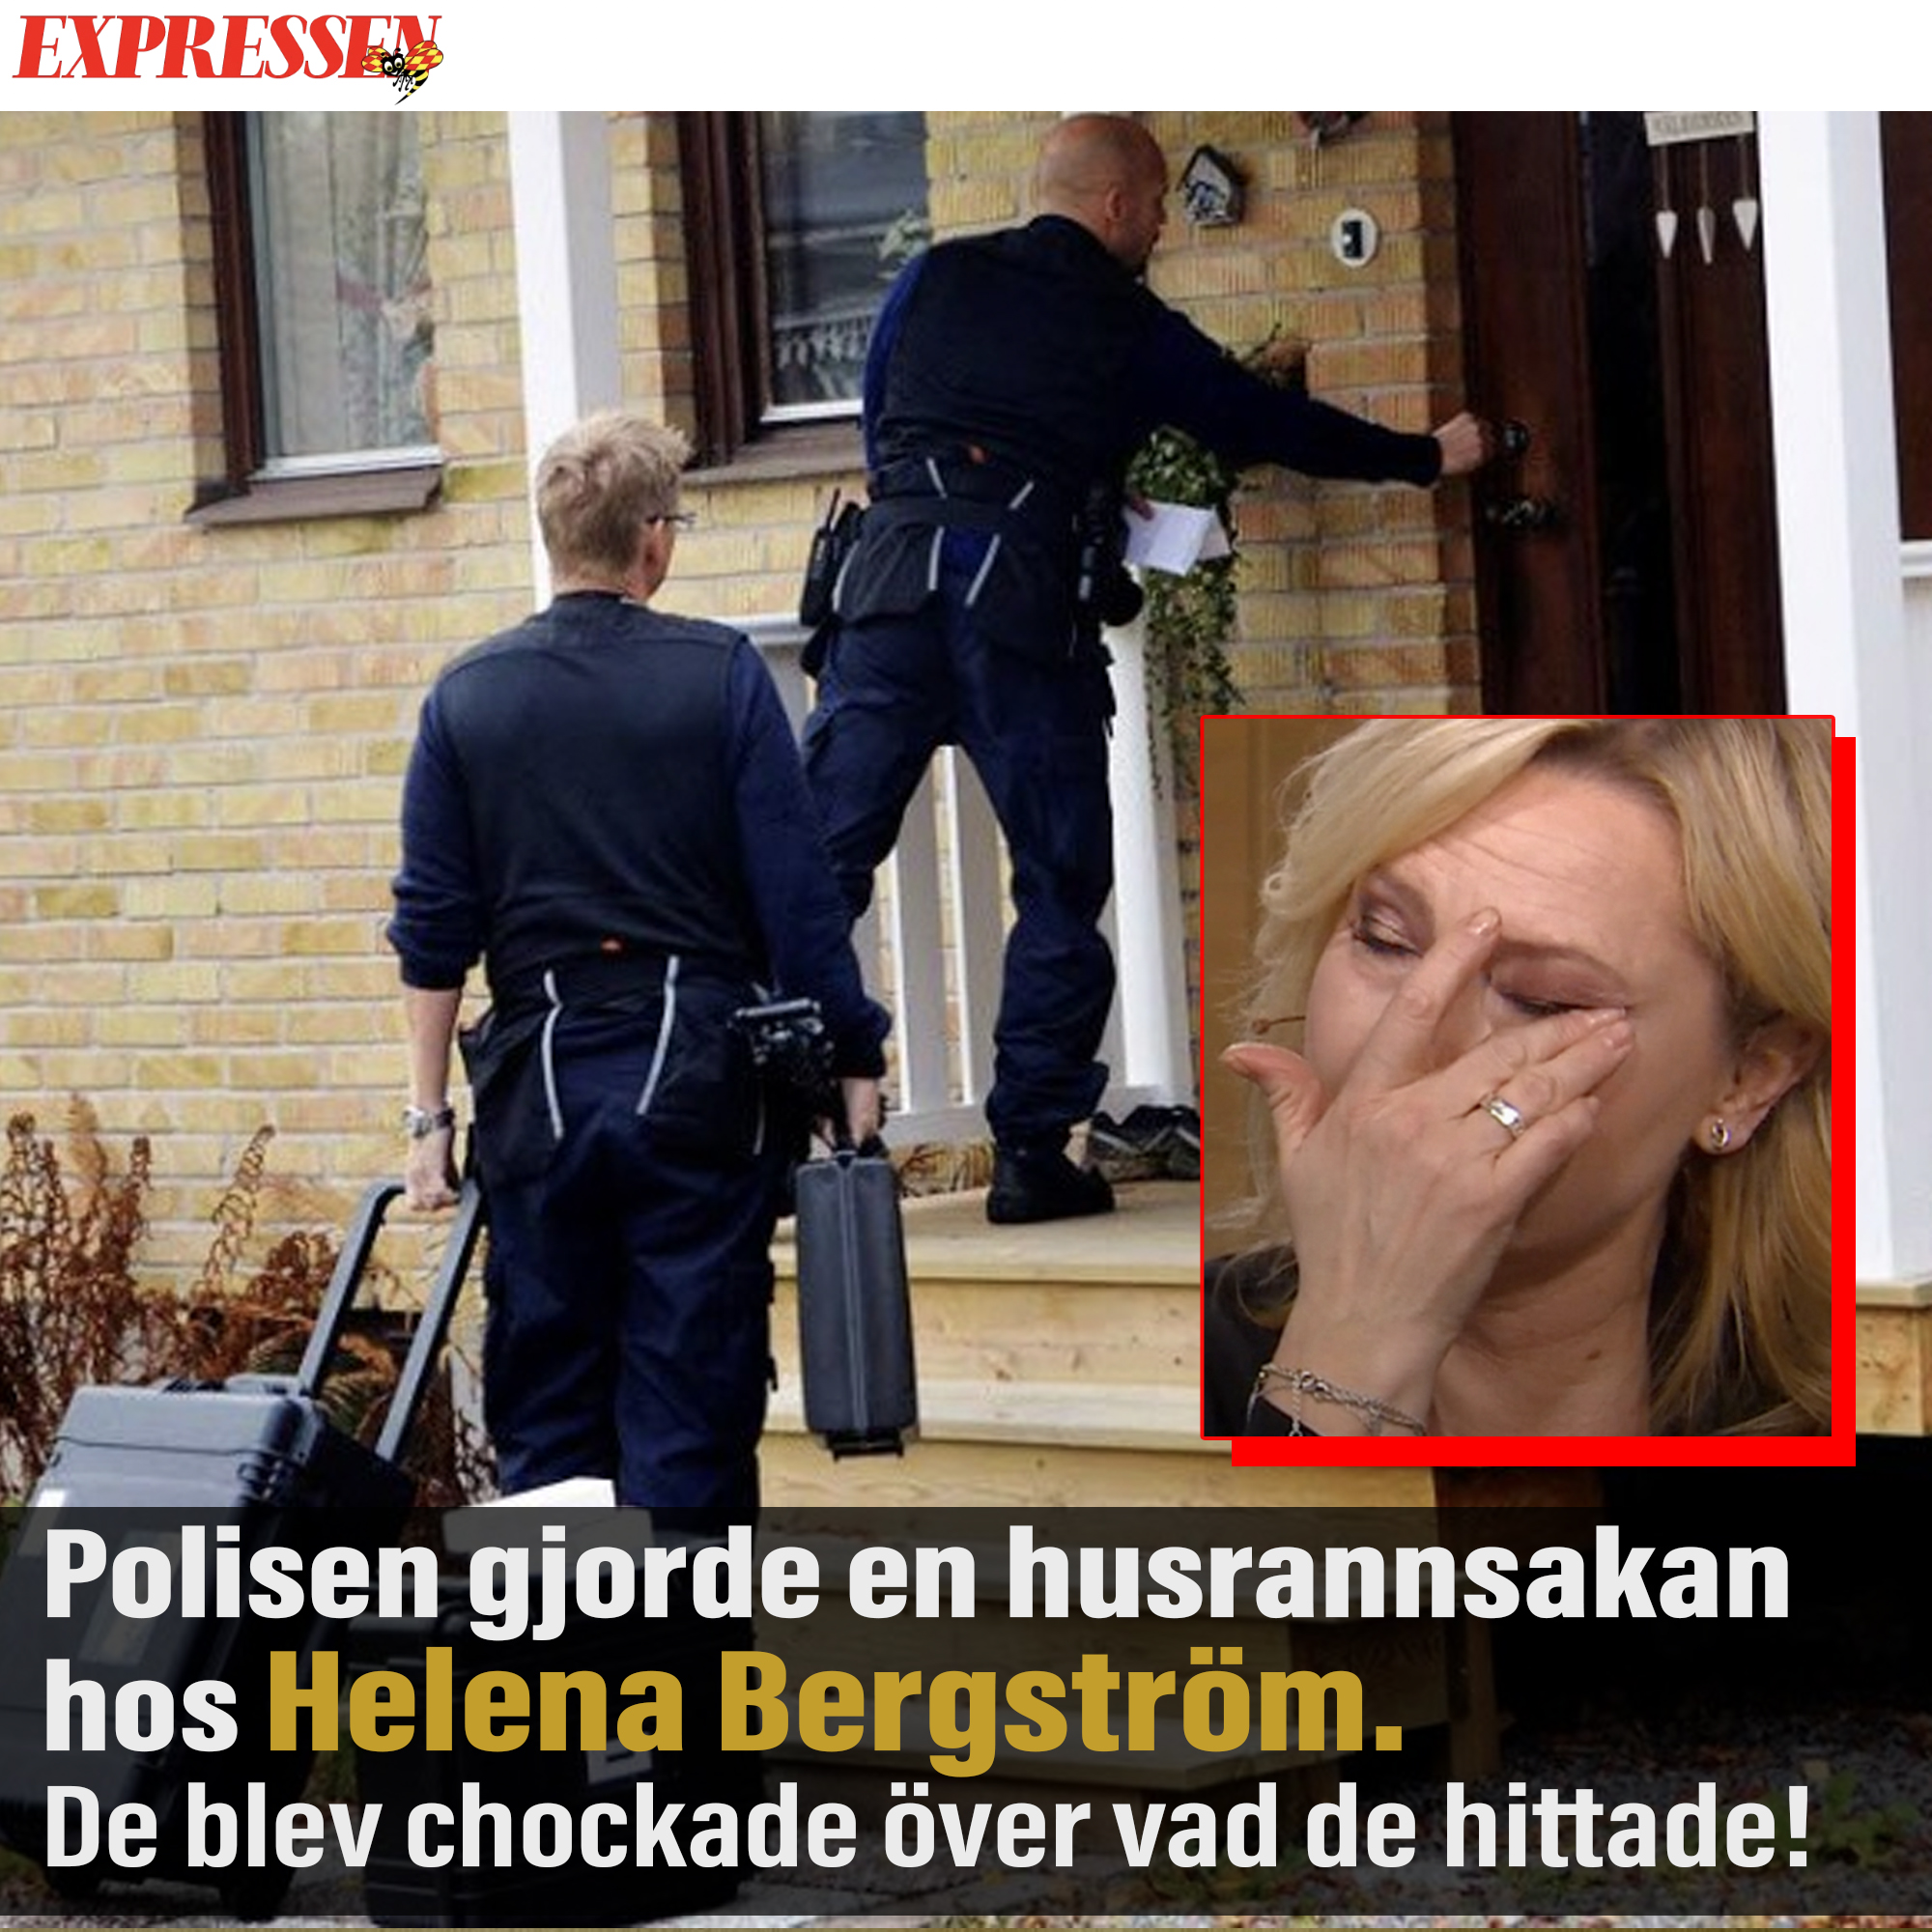 EXPRESSEN
Polisen gjorde en husrannsakan
hos Helena Bergström.
De blev chockade över vad de hittade!